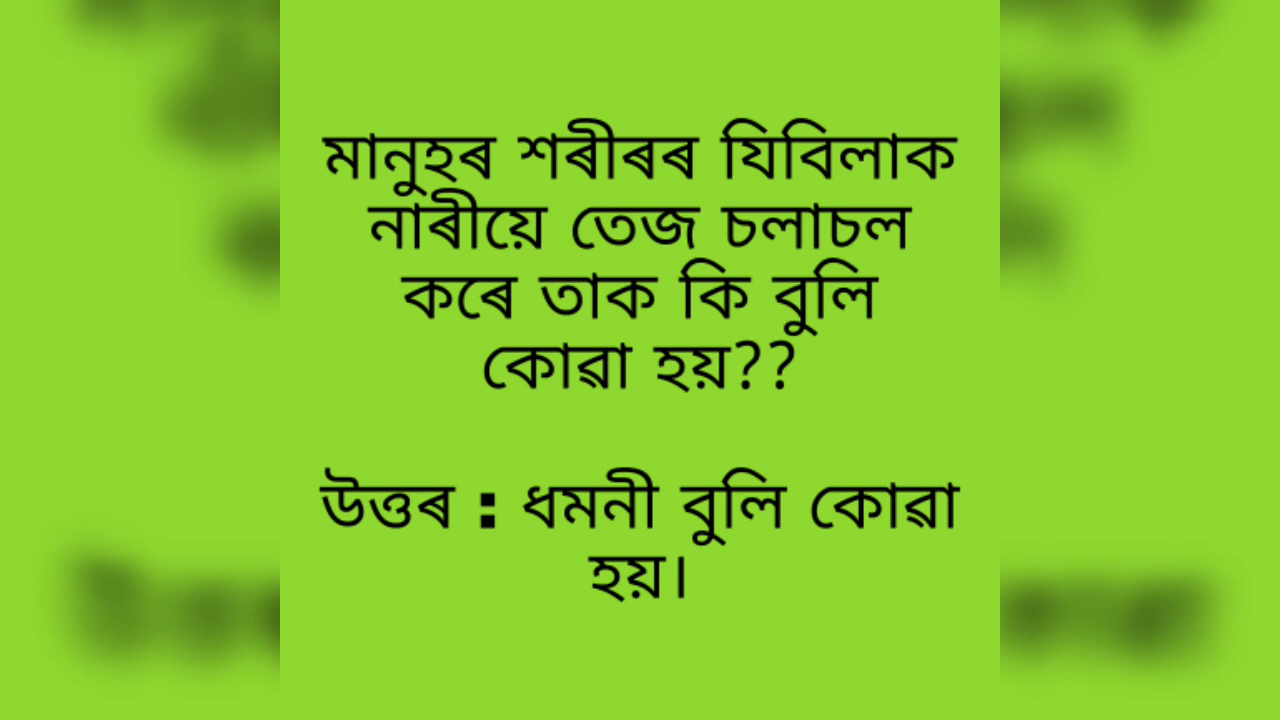 মানুহৰ শৰীৰৰ যিবিলাক
নাৰীয়ে তেজ চলাচল
কৰে তাক কি বুলি
কোৱা হয়??
উত্তৰ : ধমনী বুলি কোৱা
হয়।